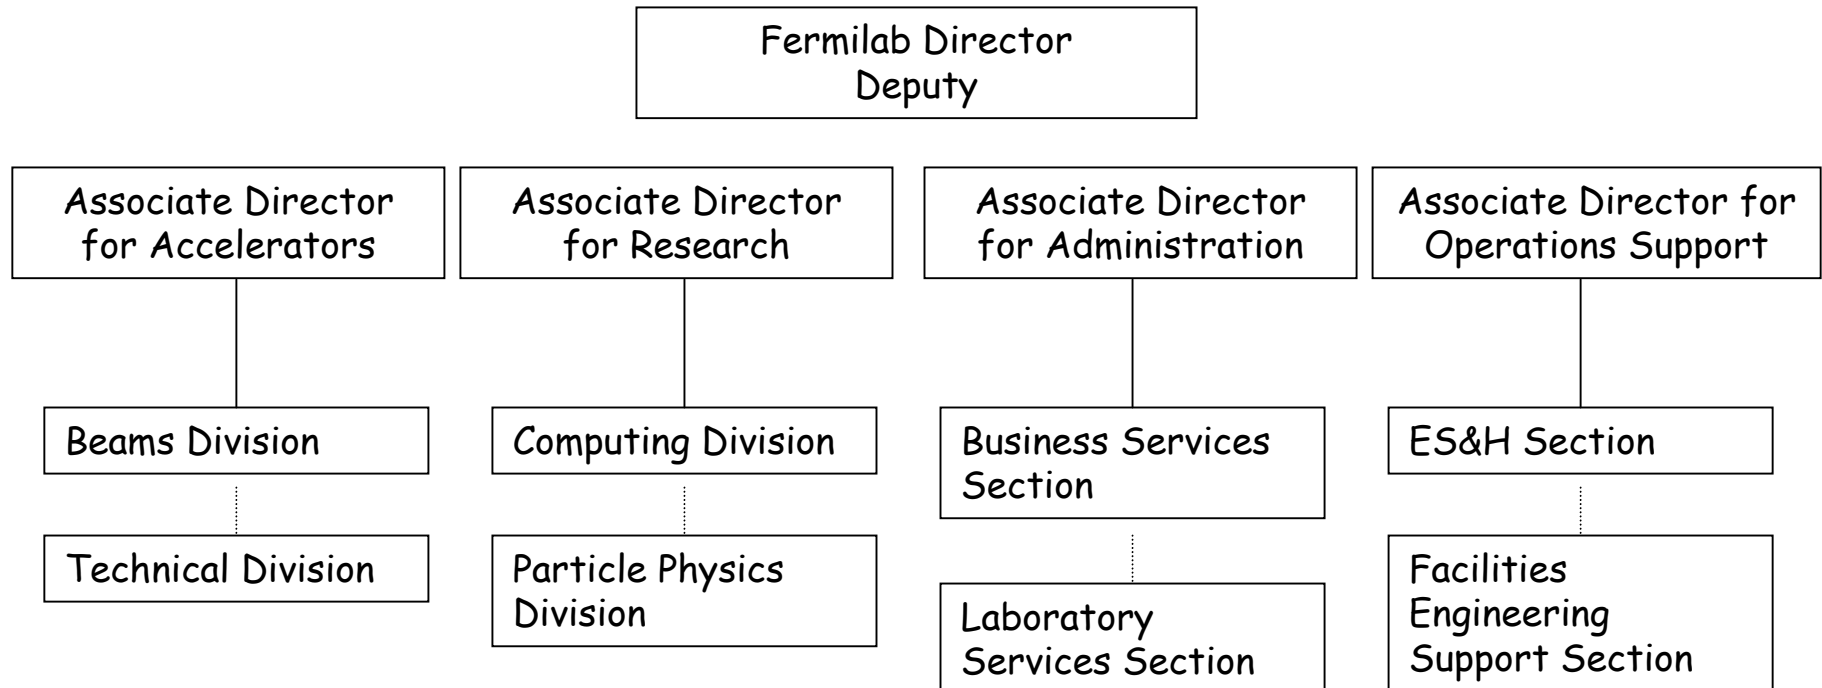 Fermilab Director
Deputy
Associate Director
for Accelerators
Associate Director
for Research
Associate Director
for Administration
Associate Director for
Operations Support
Beams Division
Computing Division
Business Services
Section
ES&H Section
Technical Division
Particle Physics
Division
Laboratory
Services Section
Facilities
Engineering
Support Section